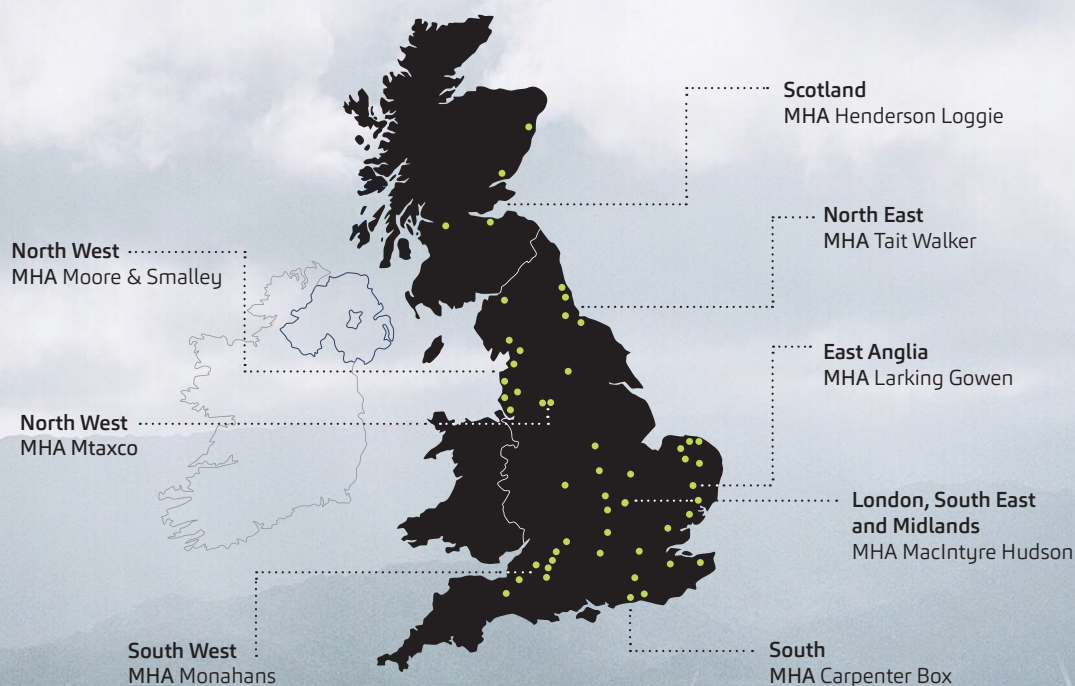 Scotland
MHA Henderson Loggie
North East
MHA Tait Walker
North West
MHA Moore & Smalley
East Anglia
MHA Larking Gowen
North West
MHA Mtaxco
London, South East
and Midlands
MHA MacIntyre Hudson
South West
MHA Monahans
South
MHA Carpenter Box